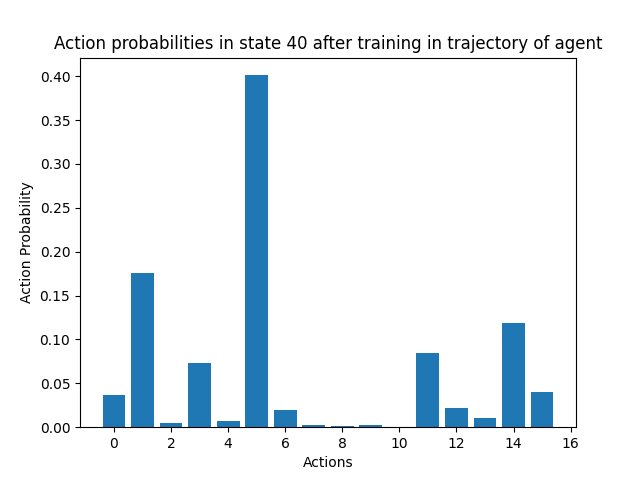 Action probabilities in state 40 after training in trajectory of agent
0.40
0.35
0.30
0.25
0.20
0.15
0.10
0.05
0.00
Action Probability
0 2 4 6 8 10 12 14 16
Actions